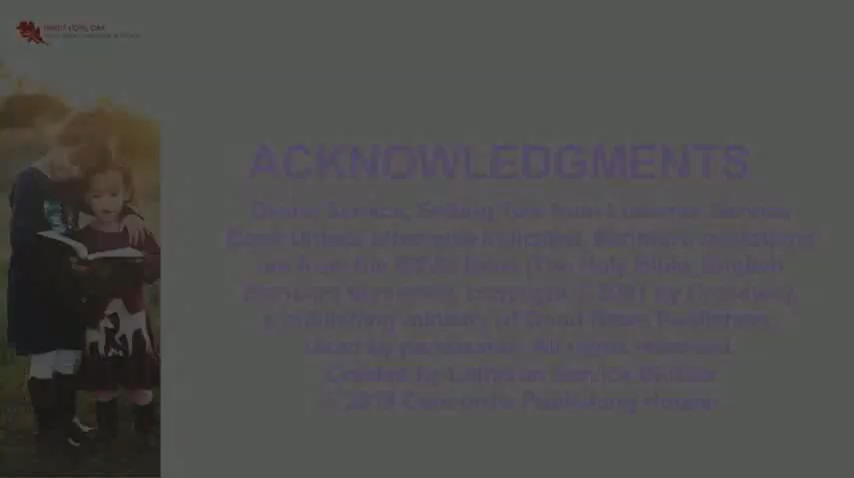 ACKNOWLEDGMENTS
Divine Service, Setting Two from Lutheran Service
Book Unless otherwise indicated, Scripture quotations
are from the ESV® Bible (The Holy Bible, English
Standard Version®), copyright © 2001 by Crossway,
a publishing ministry of Good News Publishers.
Used by permission. All rights reserved.
Created by Lutheran Service Builder
© 2018 Concordia Publishing House.